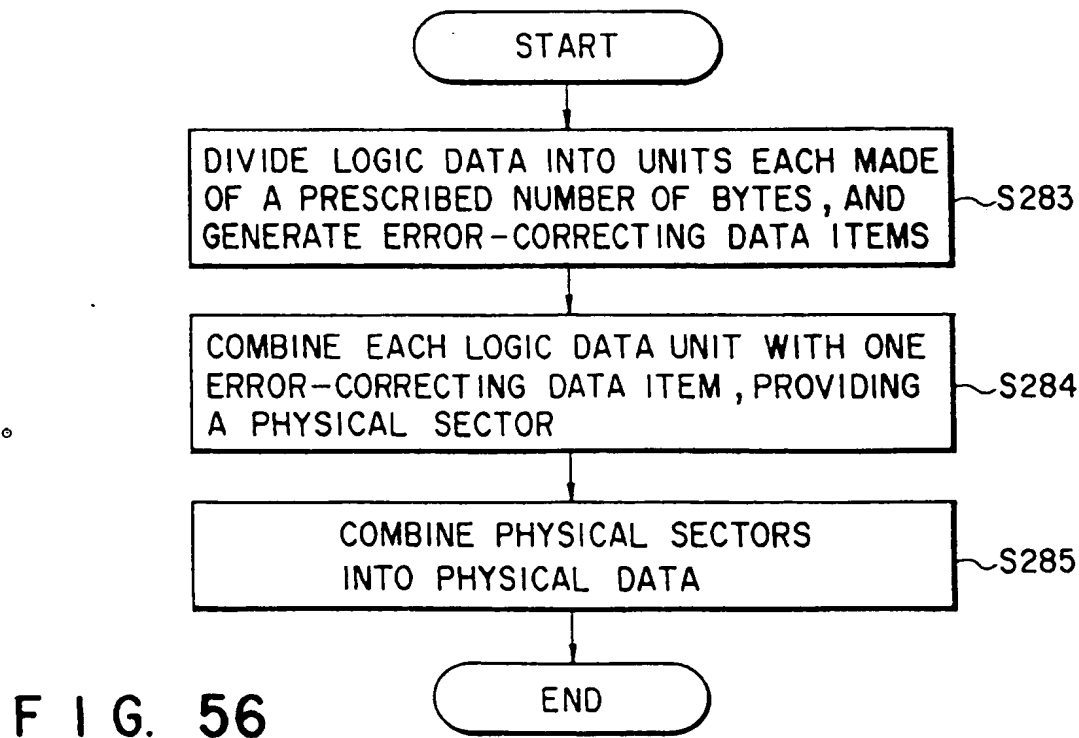 START
DIVIDE LOGIC DATA INTO UNITS EACH MADE
OF A PRESCRIBED NUMBER OF BYTES, AND
GENERATE ERROR-CORRECTING DATA ITEMS
S283
COMBINE EACH LOGIC DATA UNIT WITH ONE
ERROR-CORRECTING DATA ITEM, PROVIDING
A PHYSICAL SECTOR
S284
COMBINE PHYSICAL SECTORS
INTO PHYSICAL DATA
S285
END
FIG. 56